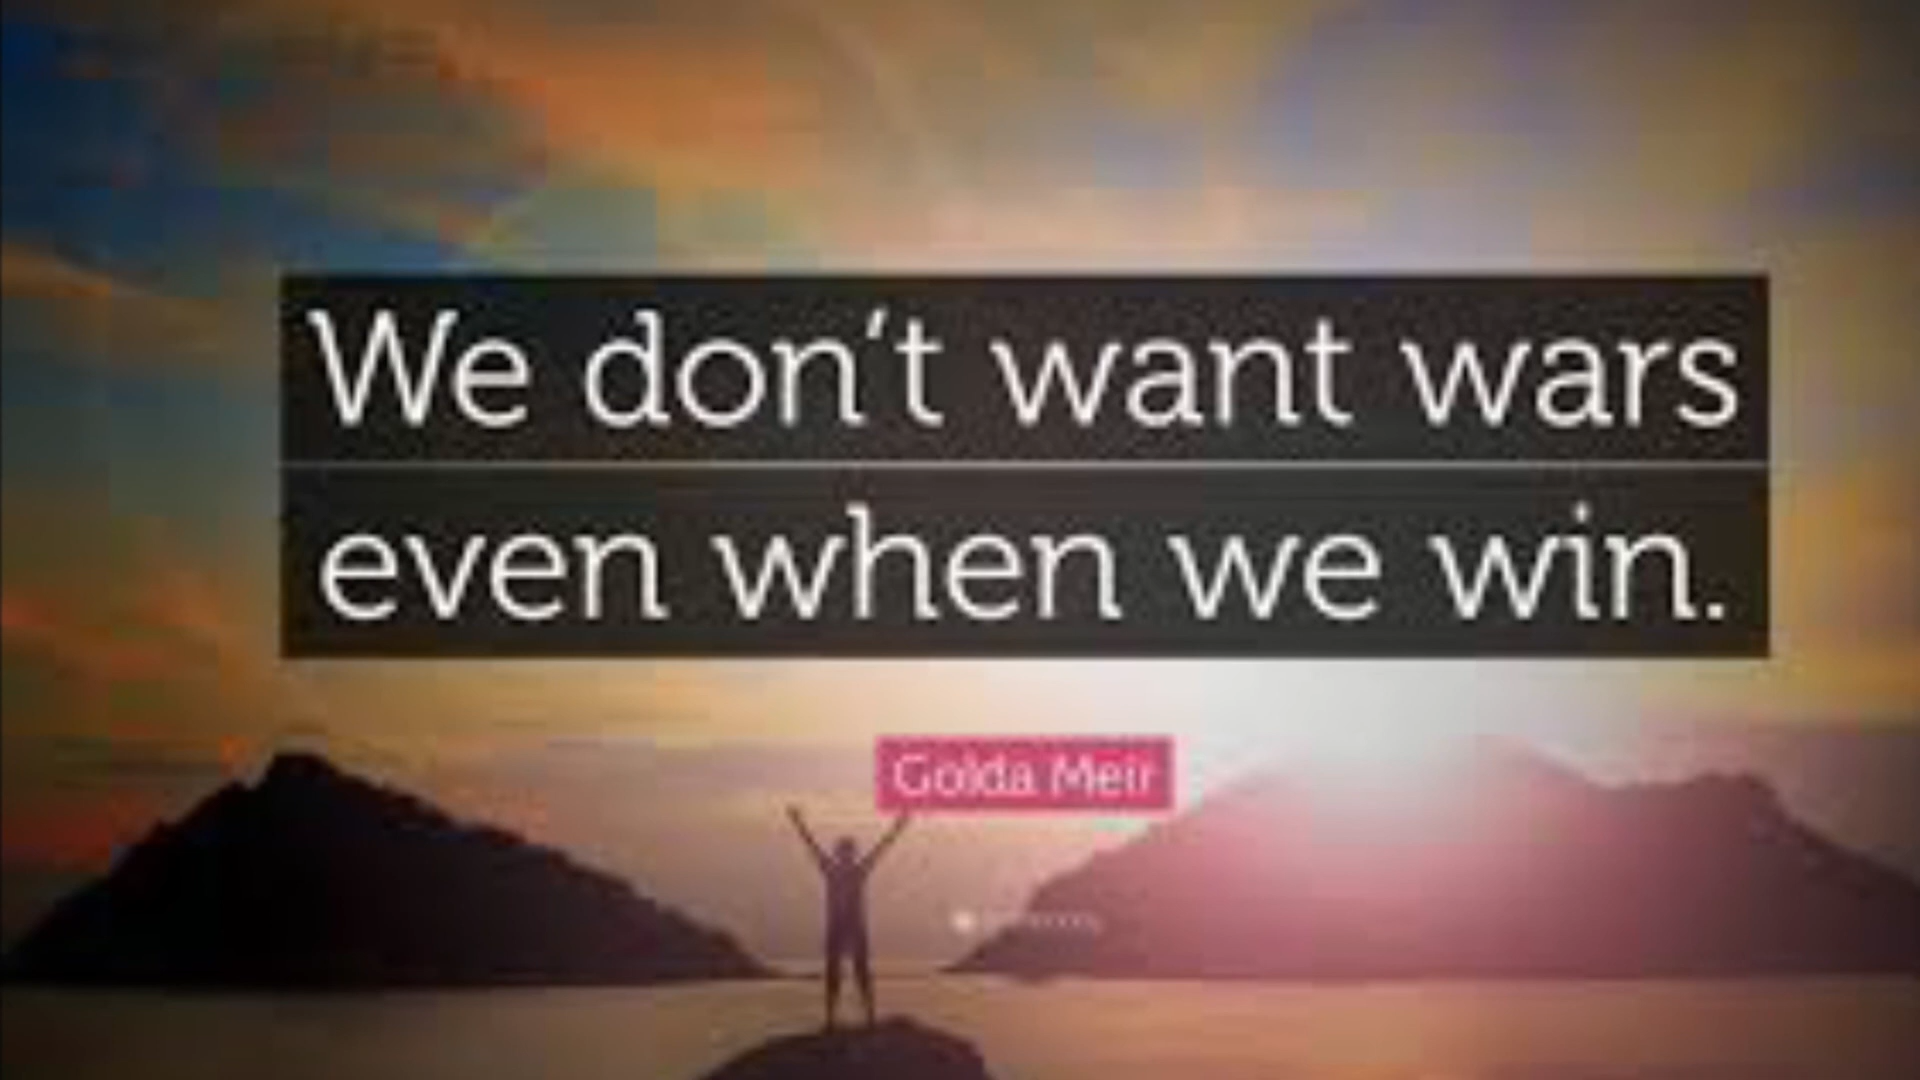 We don't want wars
even when we win.
Golda Meir